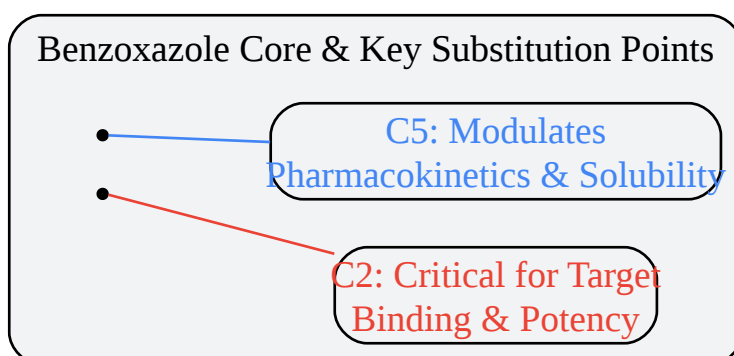 Benzoxazole Core & Key Substitution Points
C5: Modulates
Pharmacokinetics & Solubility
C2: Critical for Target
Binding & Potency